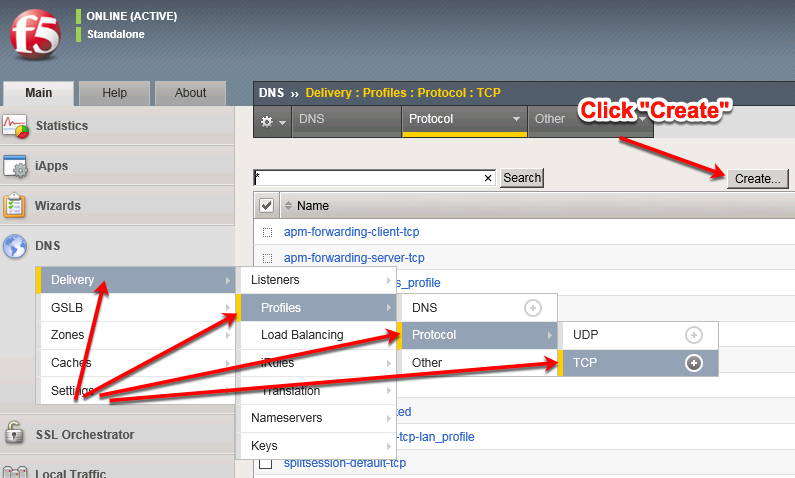 f5
ONLINE (ACTIVE)
Standalone
Main Help About
DNS ›› Delivery : Profiles : Protocol : TCP
Click "Create"
DNS Protocol Other
Statistics
iApps
Wizards
DNS
* × Search Create...
Name
apm-forwarding-client-tcp
apm-forwarding-server-tcp
s_profile
Delivery
GSLB
Zones
Caches
Settings
Listeners
Profiles
Load Balancing
iRules
Translation
Nameservers
Keys
DNS
Protocol
Other
UDP
TCP
ted
-tcp-lan_profile
splitsession-default-tcp
SSL Orchestrator
Local Traffic